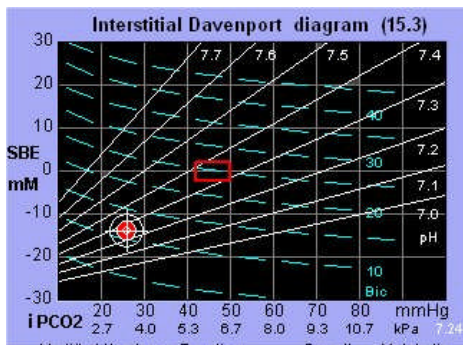 Interstitial Davenport diagram (15.3)
30
7.7
7.6
7.5
7.4
20
7.3
10
40
SBE
0
30
7.2
mM
7.1
-10
20
7.0
-20
pH
10
-30
Bic
20 30 40 50 60 70 80 mmHg
i PCO2
2.7 4.0 5.3 6.7 8.0 9.3 10.7 kPa 7.24